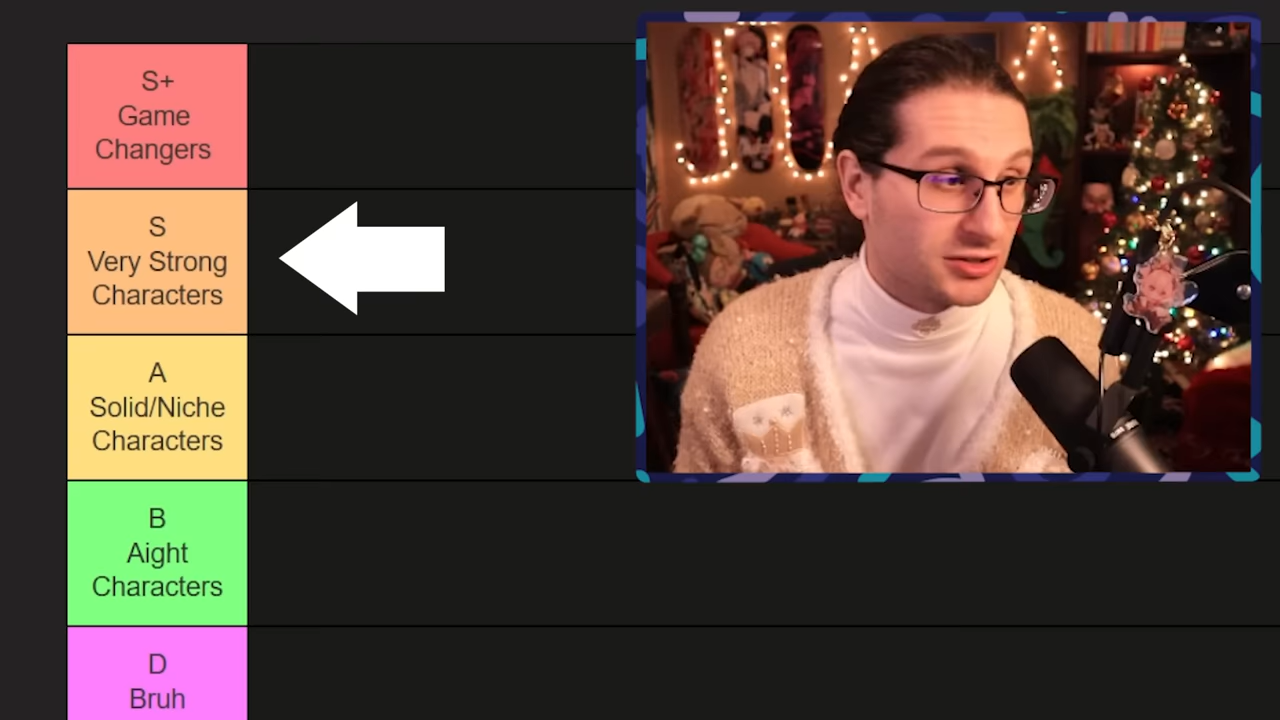 S+
Game
Changers
S
Very Strong
Characters
A
Solid/Niche
Characters
B
Aight
Characters
D
Bruh